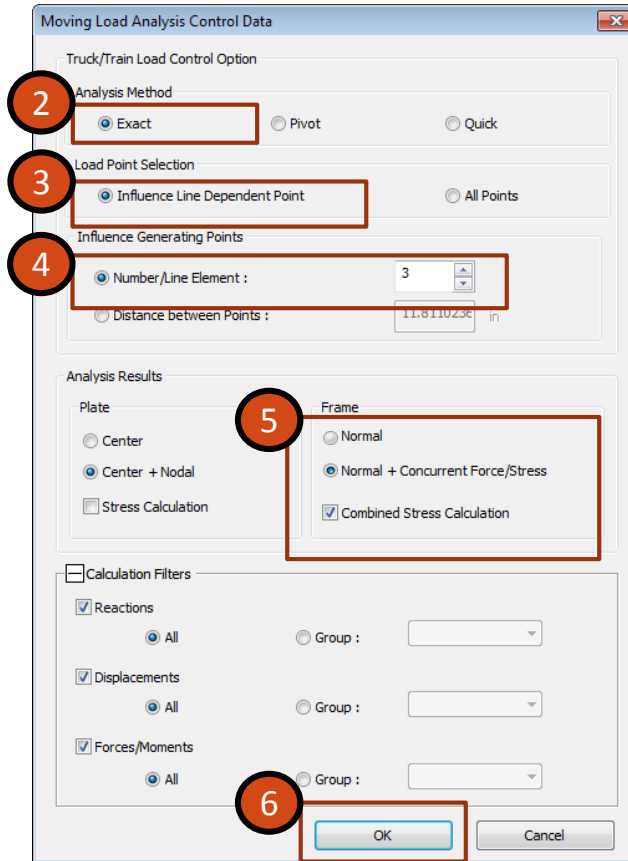 Moving Load Analysis Control Data
Truck/Train Load Control Option
2
Analysis Method
Exact Pivot Quick
3
Load Point Selection
Influence Line Dependent Point All Points
4
Influence Generating Points
Number/Line Element : 3
Distance between Points : 11.811023 in
Analysis Results
Plate
Center
Center + Nodal
Stress Calculation
5
Frame
Normal
Normal + Concurrent Force/Stress
Combined Stress Calculation
Calculation Filters
Reactions
All Group :
Displacements
All Group :
Forces/Moments
All Group :
6
OK Cancel